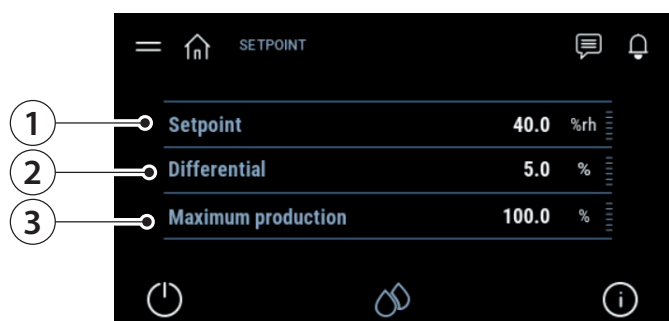 SETPOINT
1 Setpoint 40.0 %rh
2 Differential 5.0 %
3 Maximum production 100.0 %
i